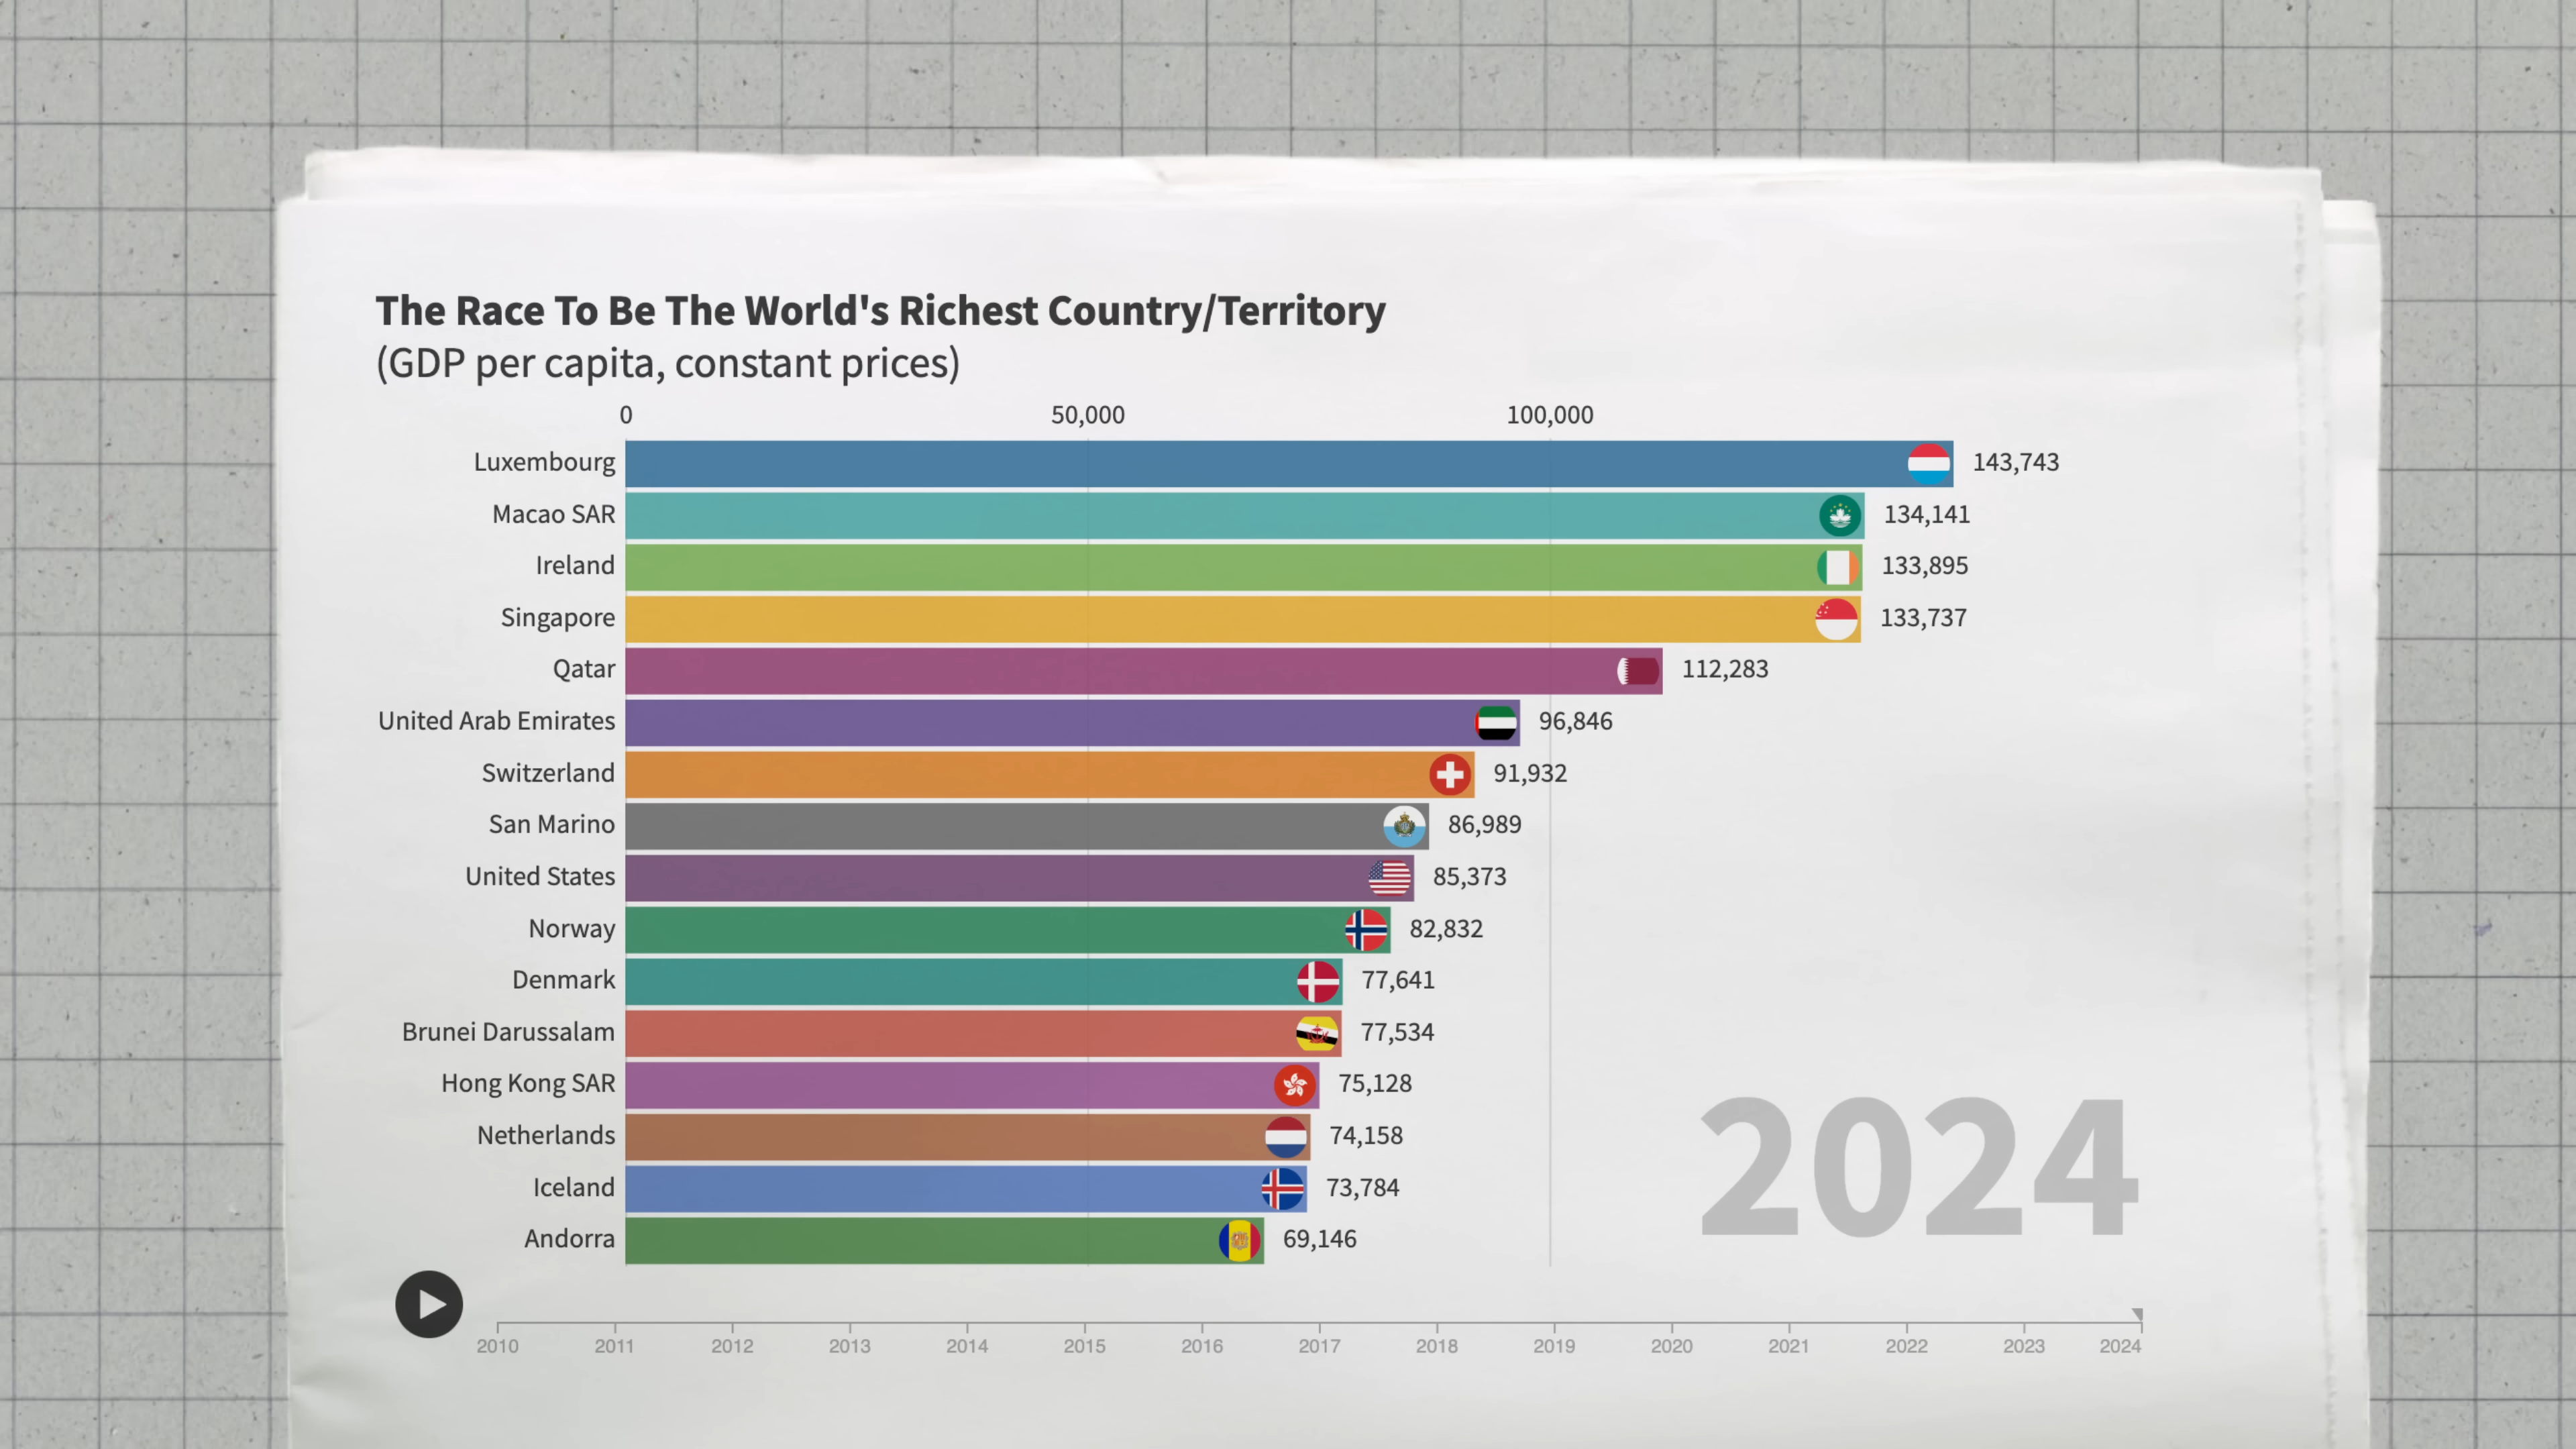 The Race To Be The World's Richest Country/Territory
(GDP per capita, constant prices)
0 50,000 100,000
Luxembourg 143,743
Macao SAR 134,141
Ireland 133,895
Singapore 133,737
Qatar 112,283
United Arab Emirates 96,846
Switzerland 91,932
San Marino 86,989
United States 85,373
Norway 82,832
Denmark 77,641
Brunei Darussalam 77,534
Hong Kong SAR 75,128
Netherlands 74,158
Iceland 73,784
Andorra 69,146
2024
2010 2011 2012 2013 2014 2015 2016 2017 2018 2019 2020 2021 2022 2023 2024